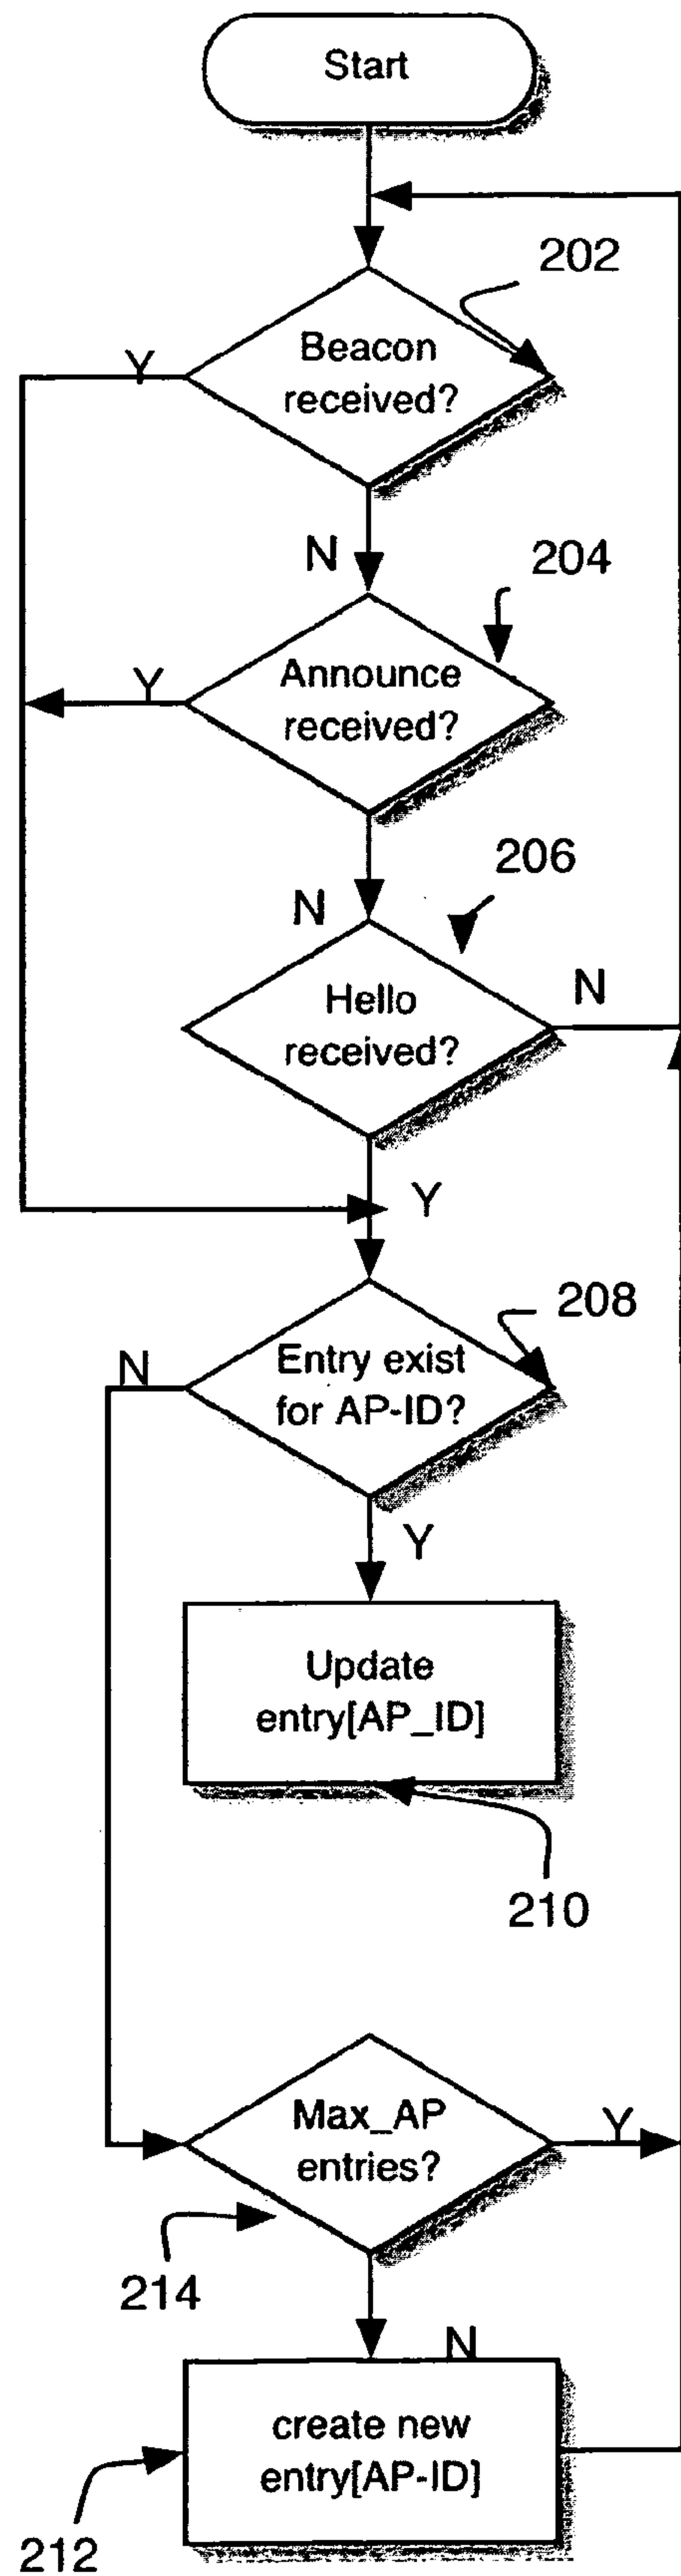 Start
202
Beacon
received?
Y
N
204
Announce
received?
Y
N
206
Hello
received?
N
Y
208
Entry exist
for AP-ID?
N
Y
Update
entry[AP_ID]
210
Max_AP
entries?
Y
214
N
create new
entry[AP-ID]
212